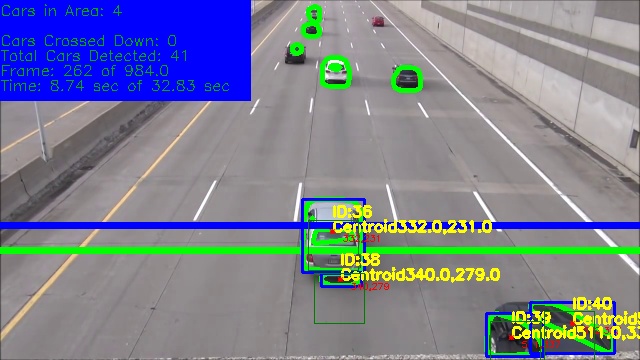 Cars in Area: 4
Cars Crossed Down: 0
Total Cars Detected: 41
Frame: 262 of 984.0
Time: 8.74 sec of 32.83 sec
ID:36
Centroid332.0,231.0
ID:38
Centroid340.0,279.0
340,279
ID:39
ID:40